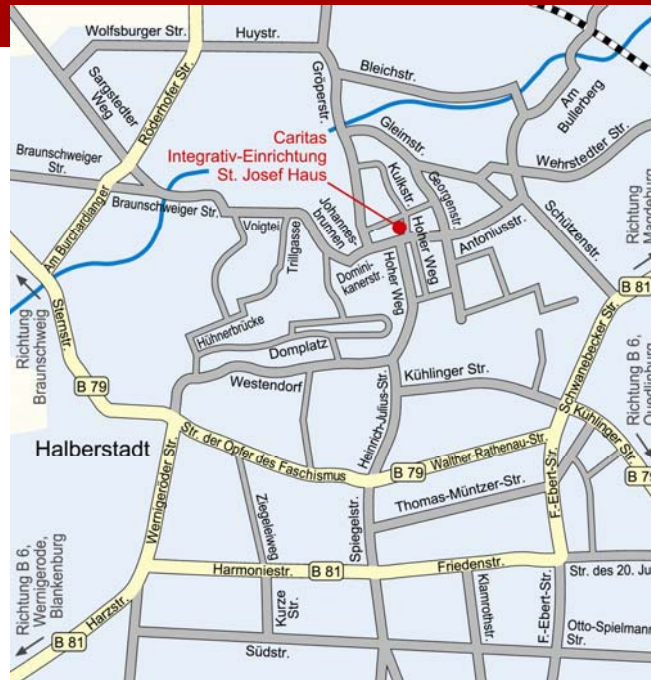 Wolfsburger Str.
Huystr.
Sargstedter
Weg
Röderhofer Str.
Gröperstr.
Bleichstr.
Am
Bullerberg
Caritas
Integrativ-Einrichtung
St. Josef Haus
Gleimstr.
Wehrstedter Str.
Braunschweiger
Str.
Kulkstr.
Georgenstr.
Braunschweiger Str.
Am Burchardianger
Voigtei
Trillgasse
Johannes-
brunnen
Hoher Weg
Antoniusstr.
Schützenstr.
Richtung
Magdeburg
Domini-
kanerstr.
Hoher Weg
B 81
Sternstr.
Richtung
Braunschweig
Hühnerbrücke
Domplatz
Schwanebecker Str.
Richtung B 6,
Quedlinburg
B 79
Westendorf
Kühlinger Str.
Kühlinger Str.
Heinrich-Julius-Str.
Halberstadt
Str. der Opfer des Faschismus
B 79
Walther-Rathenau-Str.
B 79
Wernigeröder Str.
Ziegeleiweg
Thomas-Müntzer-Str.
F.-Ebert-Str.
Spiegelstr.
Richtung B 6,
Wernigerode,
Blankenburg
Harmoniestr.
B 81
Friedenstr.
Str. des 20. Ju
Harzstr.
Kurze
Str.
Klamrothstr.
F.-Ebert-Str.
Otto-Spielmann
Str.
B 81
Südstr.